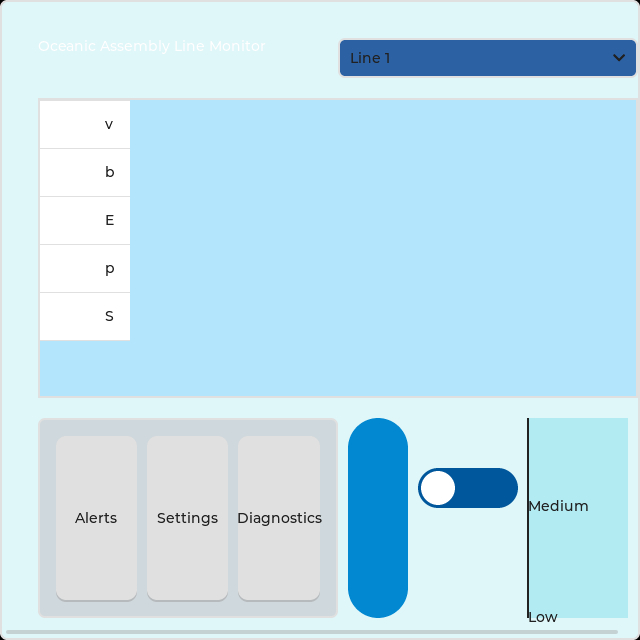 Oceanic Assembly Line Monitor
Line 1
v
b
E
p
S
Alerts
Settings
Diagnostics
Medium
Low